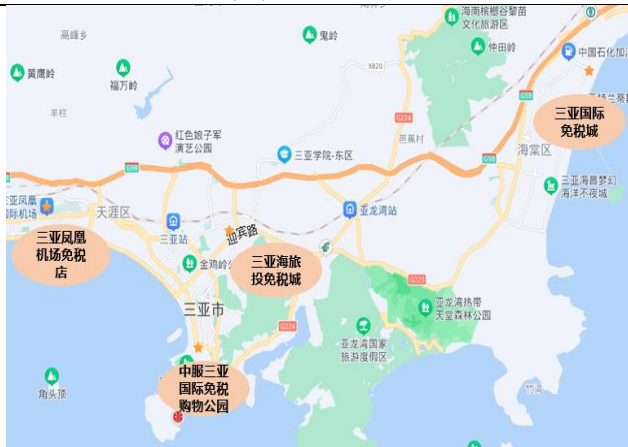 海南槟榔谷黎苗
文化旅游区
高峰乡
鬼岭
仲田岭
中国石化加
黄鹰岭
福万岭
X820
G98
三亚国际
免税城
羊栏
红色娘子军
演艺公园
G224
芭蕉村
三亚学院-东区
海棠区
G98
G98
三亚海昌梦幻
海洋不夜城
三亚凤凰
国际机场
天涯区
亚龙湾站
三亚站
迎宾路
三亚凤凰
机场免税
店
金鸡岭公
三亚海旅
投免税城
G223
三亚市
亚龙湾热带
天堂森林公园
G224
亚龙湾国家
旅游度假区
中服三亚
国际免税
购物公园
角头顶
竹湾